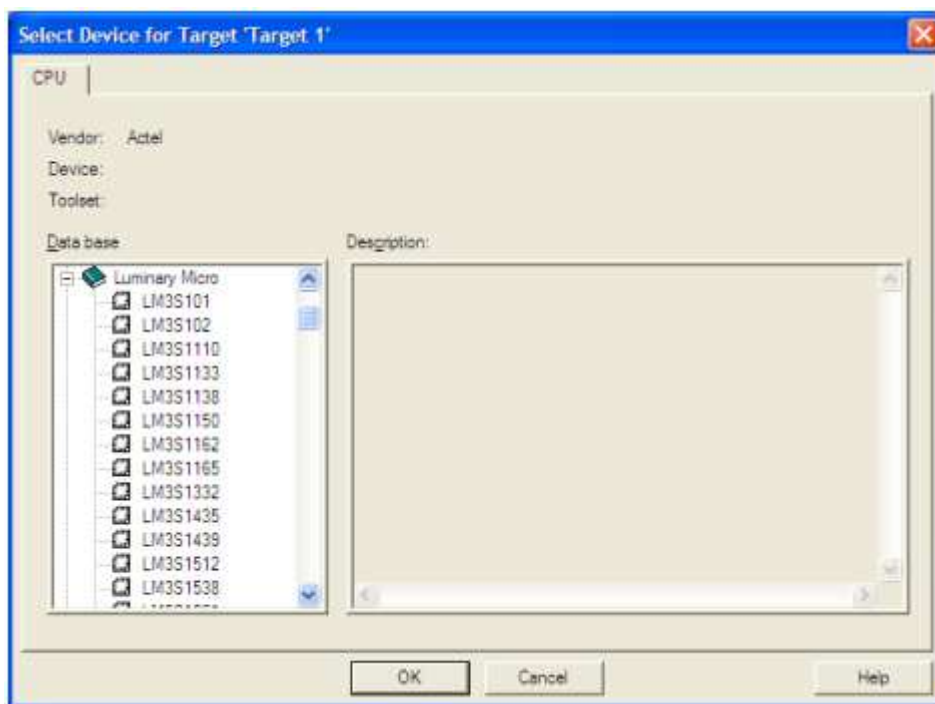 Select Device for Target 'Target 1'
CPU
Vendor: Actel
Device:
Toolset:
Data base
Description:
Luminary Micro
LM3S101
LM3S102
LM3S1110
LM3S1133
LM3S1138
LM3S1150
LM3S1162
LM3S1165
LM3S1332
LM3S1435
LM3S1439
LM3S1512
LM3S1538
OK
Cancel
Help